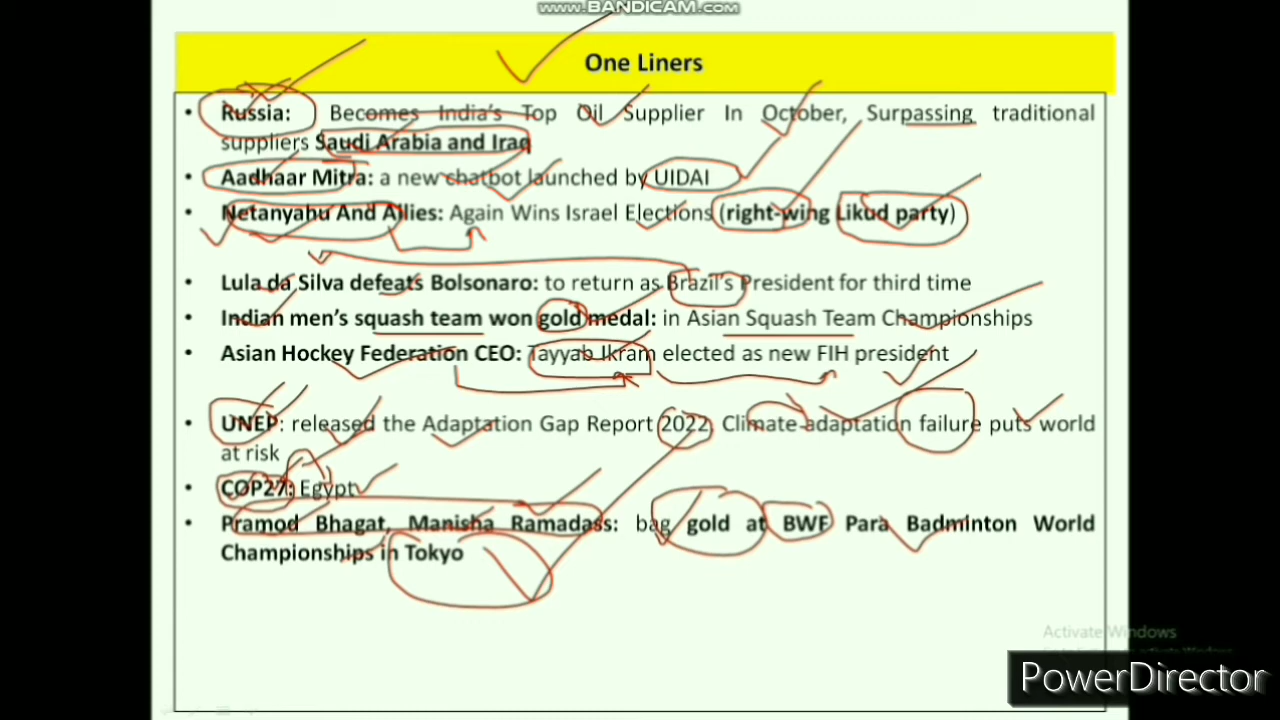 www.BANDICAM.com
One Liners
• Russia: Becomes India's Top Oil Supplier In October, Surpassing traditional
suppliers Saudi Arabia and Iraq
• Aadhaar Mitra: a new chatbot launched by UIDAI
• Netanyahu And Allies: Again Wins Israel Elections (right-wing Likud party)
• Lula da Silva defeats Bolsonaro: to return as Brazil's President for third time
• Indian men's squash team won gold medal: in Asian Squash Team Championships
• Asian Hockey Federation CEO: Tayyab Ikram elected as new FIH president
• UNEP: released the Adaptation Gap Report 2022, Climate adaptation failure puts world
at risk
• COP27: Egypt
• Pramod Bhagat, Manisha Ramadass: bag gold at BWF Para Badminton World
Championships in Tokyo
Activate Windows
PowerDirector